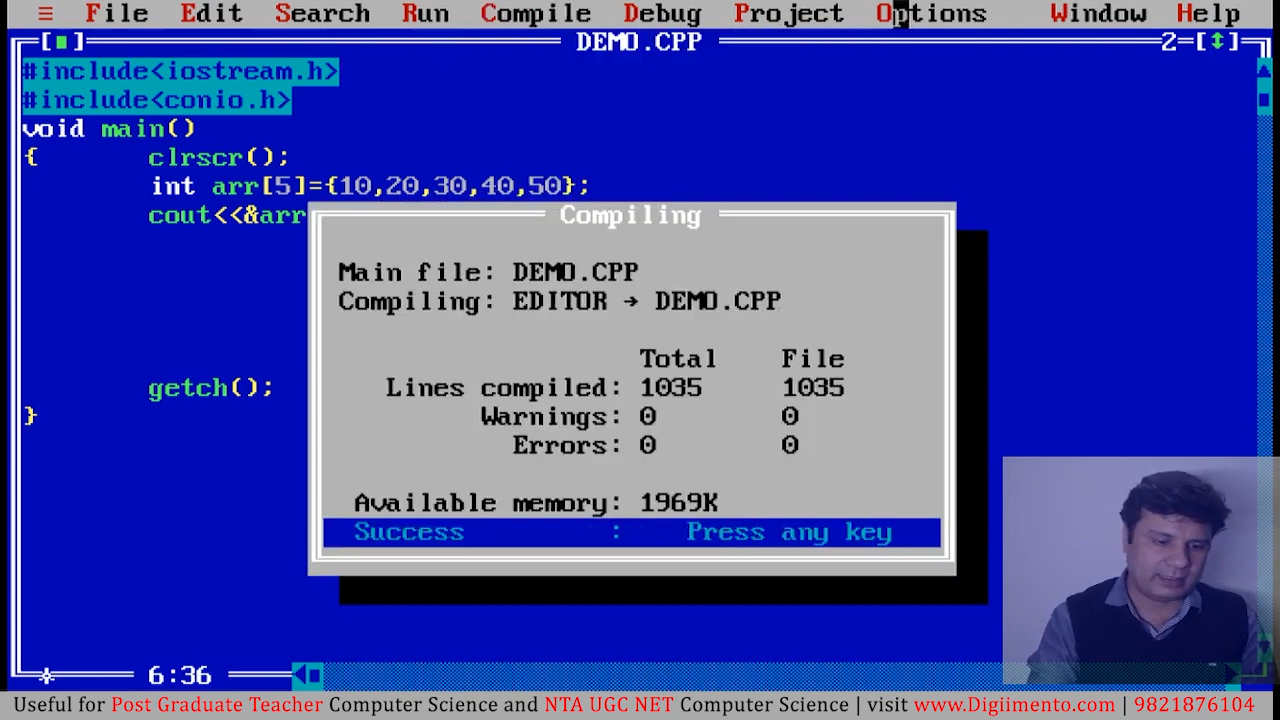 ≡ File Edit Search Run Compile Debug Project Options Window Help
[■] DEMO.CPP 2=[↕]
#include<iostream.h>
#include<conio.h>
void main()
{ clrscr();
int arr[5]={10,20,30,40,50};
cout<<&arr
Compiling
Main file: DEMO.CPP
Compiling: EDITOR → DEMO.CPP
Total File
Lines compiled: 1035 1035
Warnings: 0 0
Errors: 0 0
Available memory: 1969K
Success : Press any key
getch();
}
6:36
Useful for Post Graduate Teacher Computer Science and NTA UGC NET Computer Science | visit www.Digiimento.com | 9821876104